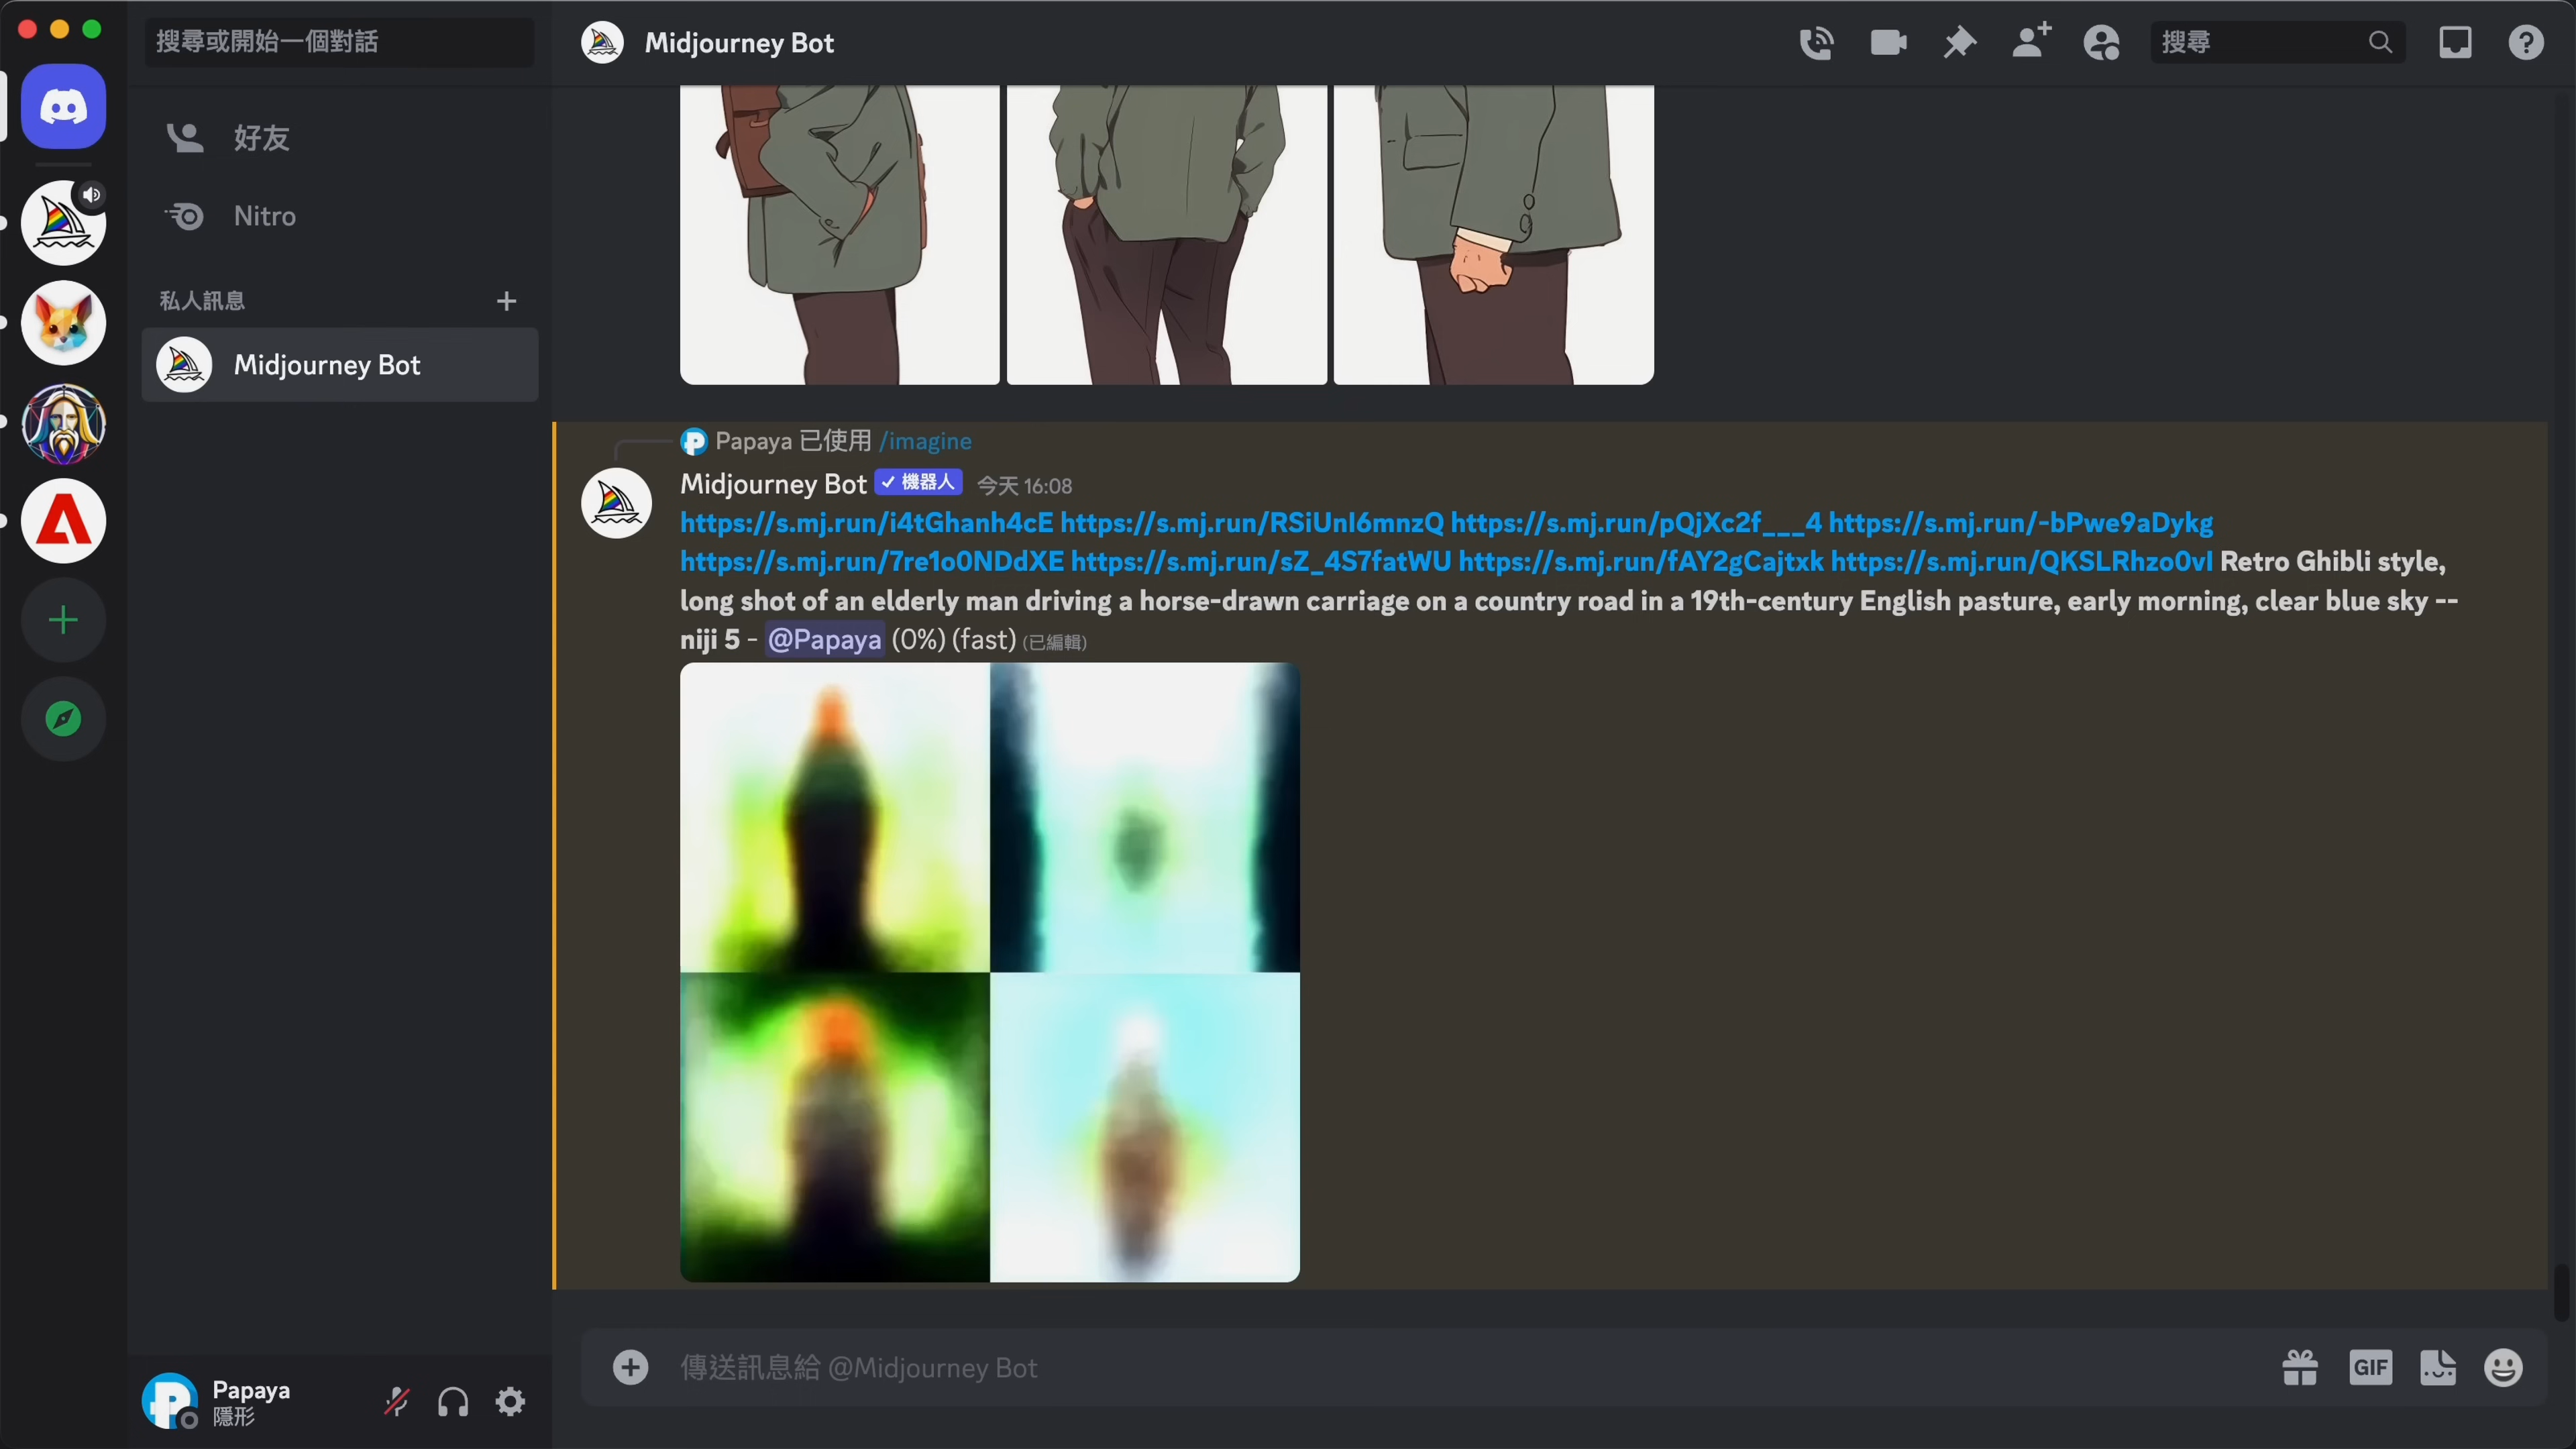 搜尋或開始一個對話
好友
Nitro
私人訊息
Midjourney Bot
Papaya
隱形
Midjourney Bot
搜尋
Papaya 已使用 /imagine
Midjourney Bot 機器人 今天 16:08
https://s.mj.run/i4tGhanh4cE https://s.mj.run/RSiUnI6mnzQ https://s.mj.run/pQjXc2f___4 https://s.mj.run/-bPwe9aDykg
https://s.mj.run/7re1o0NDdXE https://s.mj.run/sZ_4S7fatWU https://s.mj.run/fAY2gCajtxk https://s.mj.run/QKSLRhzo0vI Retro Ghibli style,
long shot of an elderly man driving a horse-drawn carriage on a country road in a 19th-century English pasture, early morning, clear blue sky --
niji 5 - @Papaya (0%) (fast) (已編輯)
傳送訊息給 @Midjourney Bot
GIF